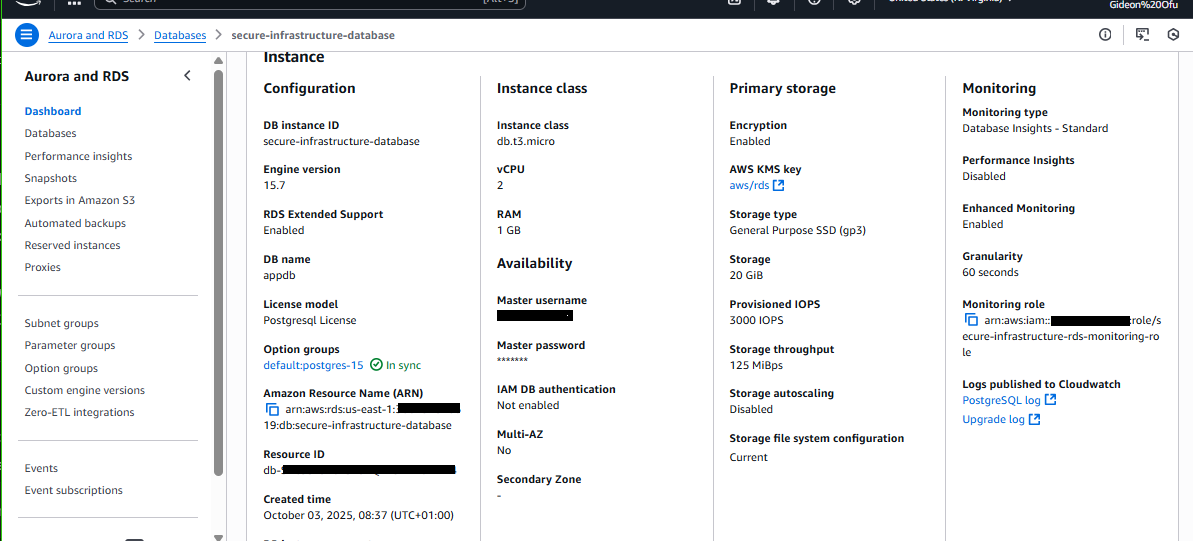 Search
[Alt+S]
Gideon%20Ofu
Aurora and RDS > Databases > secure-infrastructure-database
Aurora and RDS
Dashboard
Databases
Performance insights
Snapshots
Exports in Amazon S3
Automated backups
Reserved instances
Proxies
Subnet groups
Parameter groups
Option groups
Custom engine versions
Zero-ETL integrations
Events
Event subscriptions
Instance
Configuration
DB instance ID
secure-infrastructure-database
Engine version
15.7
RDS Extended Support
Enabled
DB name
appdb
License model
Postgresql License
Option groups
default:postgres-15 In sync
Amazon Resource Name (ARN)
arn:aws:rds:us-east-1:
19:db:secure-infrastructure-database
Resource ID
db-
Created time
October 03, 2025, 08:37 (UTC+01:00)
Instance class
Instance class
db.t3.micro
vCPU
2
RAM
1 GB
Availability
Master username
Master password
*******
IAM DB authentication
Not enabled
Multi-AZ
No
Secondary Zone
-
Primary storage
Encryption
Enabled
AWS KMS key
aws/rds
Storage type
General Purpose SSD (gp3)
Storage
20 GiB
Provisioned IOPS
3000 IOPS
Storage throughput
125 MiBps
Storage autoscaling
Disabled
Storage file system configuration
Current
Monitoring
Monitoring type
Database Insights - Standard
Performance Insights
Disabled
Enhanced Monitoring
Enabled
Granularity
60 seconds
Monitoring role
arn:aws:iam:: :role/s
ecure-infrastructure-rds-monitoring-ro
le
Logs published to Cloudwatch
PostgreSQL log
Upgrade log